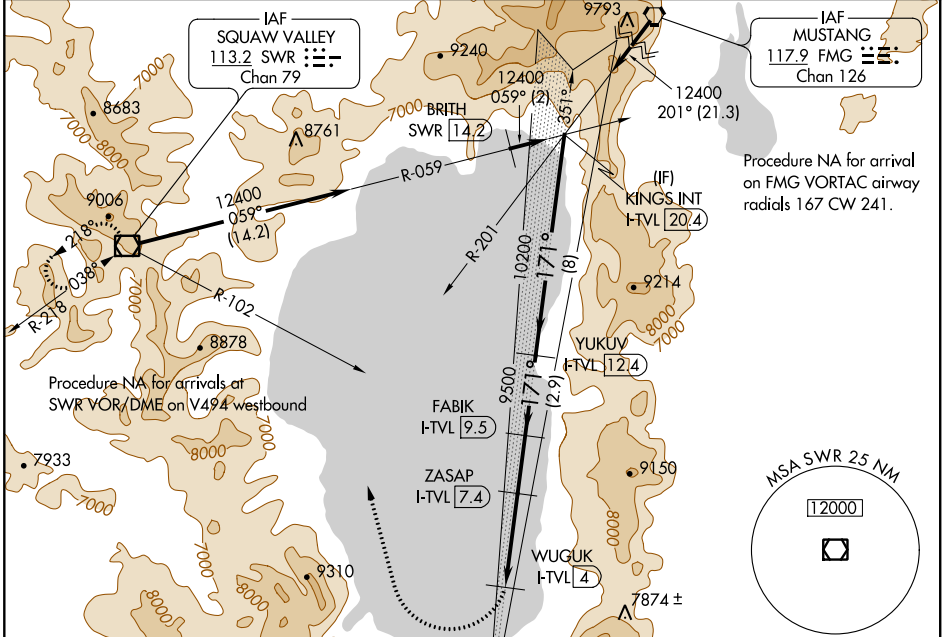 IAF
SQUAW VALLEY
113.2 SWR
Chan 79
IAF
MUSTANG
117.9 FMG
Chan 126
9793
9240
7000
8683
7000
8000
8761
7000
BRITH
SWR 14.2
12400
059° (2)
351°
12400
201° (21.3)
Procedure NA for arrival
on FMG VORTAC airway
radials 167 CW 241.
(IF)
KINGS INT
I-TVL 20.4
R-059
12400
059°
(14.2)
9006
218°
038°
R-218
R-102
R-201
10200
171°
(8)
9214
8000
7000
7000
8878
YUKUV
I-TVL 12.4
Procedure NA for arrivals at
SWR VOR/DME on V494 westbound
9500
171°
(2.9)
FABIK
I-TVL 9.5
8000
7933
7000
ZASAP
I-TVL 7.4
9150
8000
MSA SWR 25 NM
12000
WUGUK
I-TVL 4
7000
8000
9310
7000
7874 ±